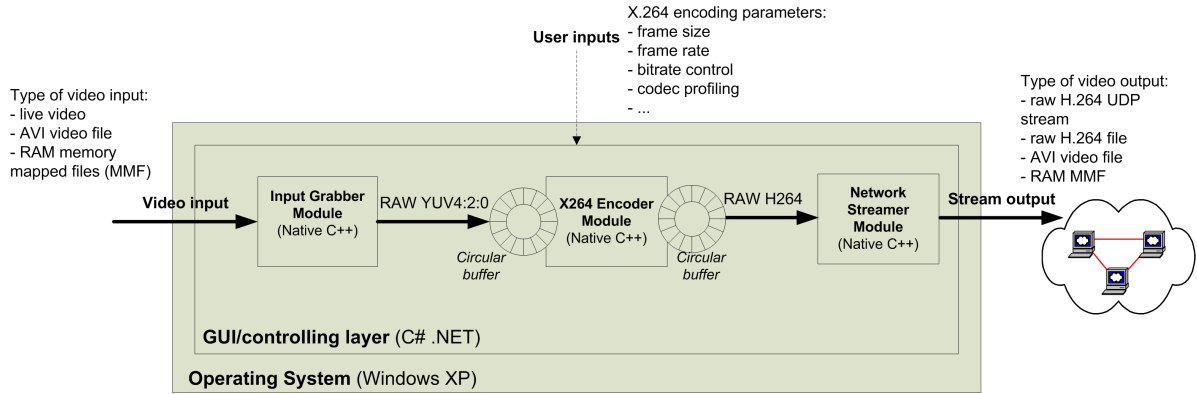 X.264 encoding parameters:
- frame size
- frame rate
- bitrate control
- codec profiling
- ...
User inputs
Type of video input:
- live video
- AVI video file
- RAM memory
mapped files (MMF)
Type of video output:
- raw H.264 UDP
stream
- raw H.264 file
- AVI video file
- RAM MMF
Video input
Input Grabber
Module
(Native C++)
RAW YUV4:2:0
Circular
buffer
X264 Encoder
Module
(Native C++)
Circular
buffer
RAW H264
Network
Streamer
Module
(Native C++)
Stream output
GUI/controlling layer (C# .NET)
Operating System (Windows XP)